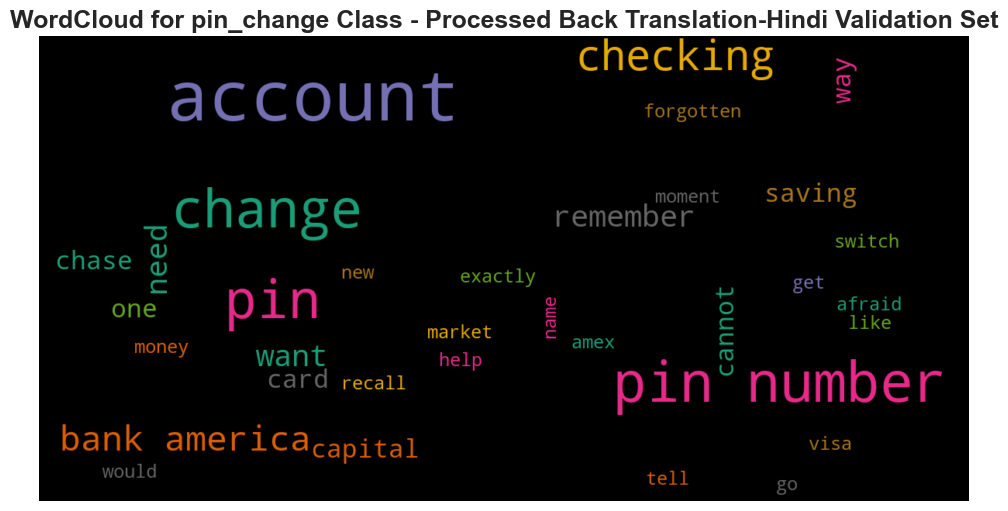 WordCloud for pin_change Class - Processed Back Translation-Hindi Validation Set
checking
way
account
forgotten
change
moment
saving
remember
need
chase
switch
new
exactly
get
pin
one
name
cannot
afraid
like
market
money
want
help
amex
card
recall
pin number
bank america
capital
visa
would
tell
go